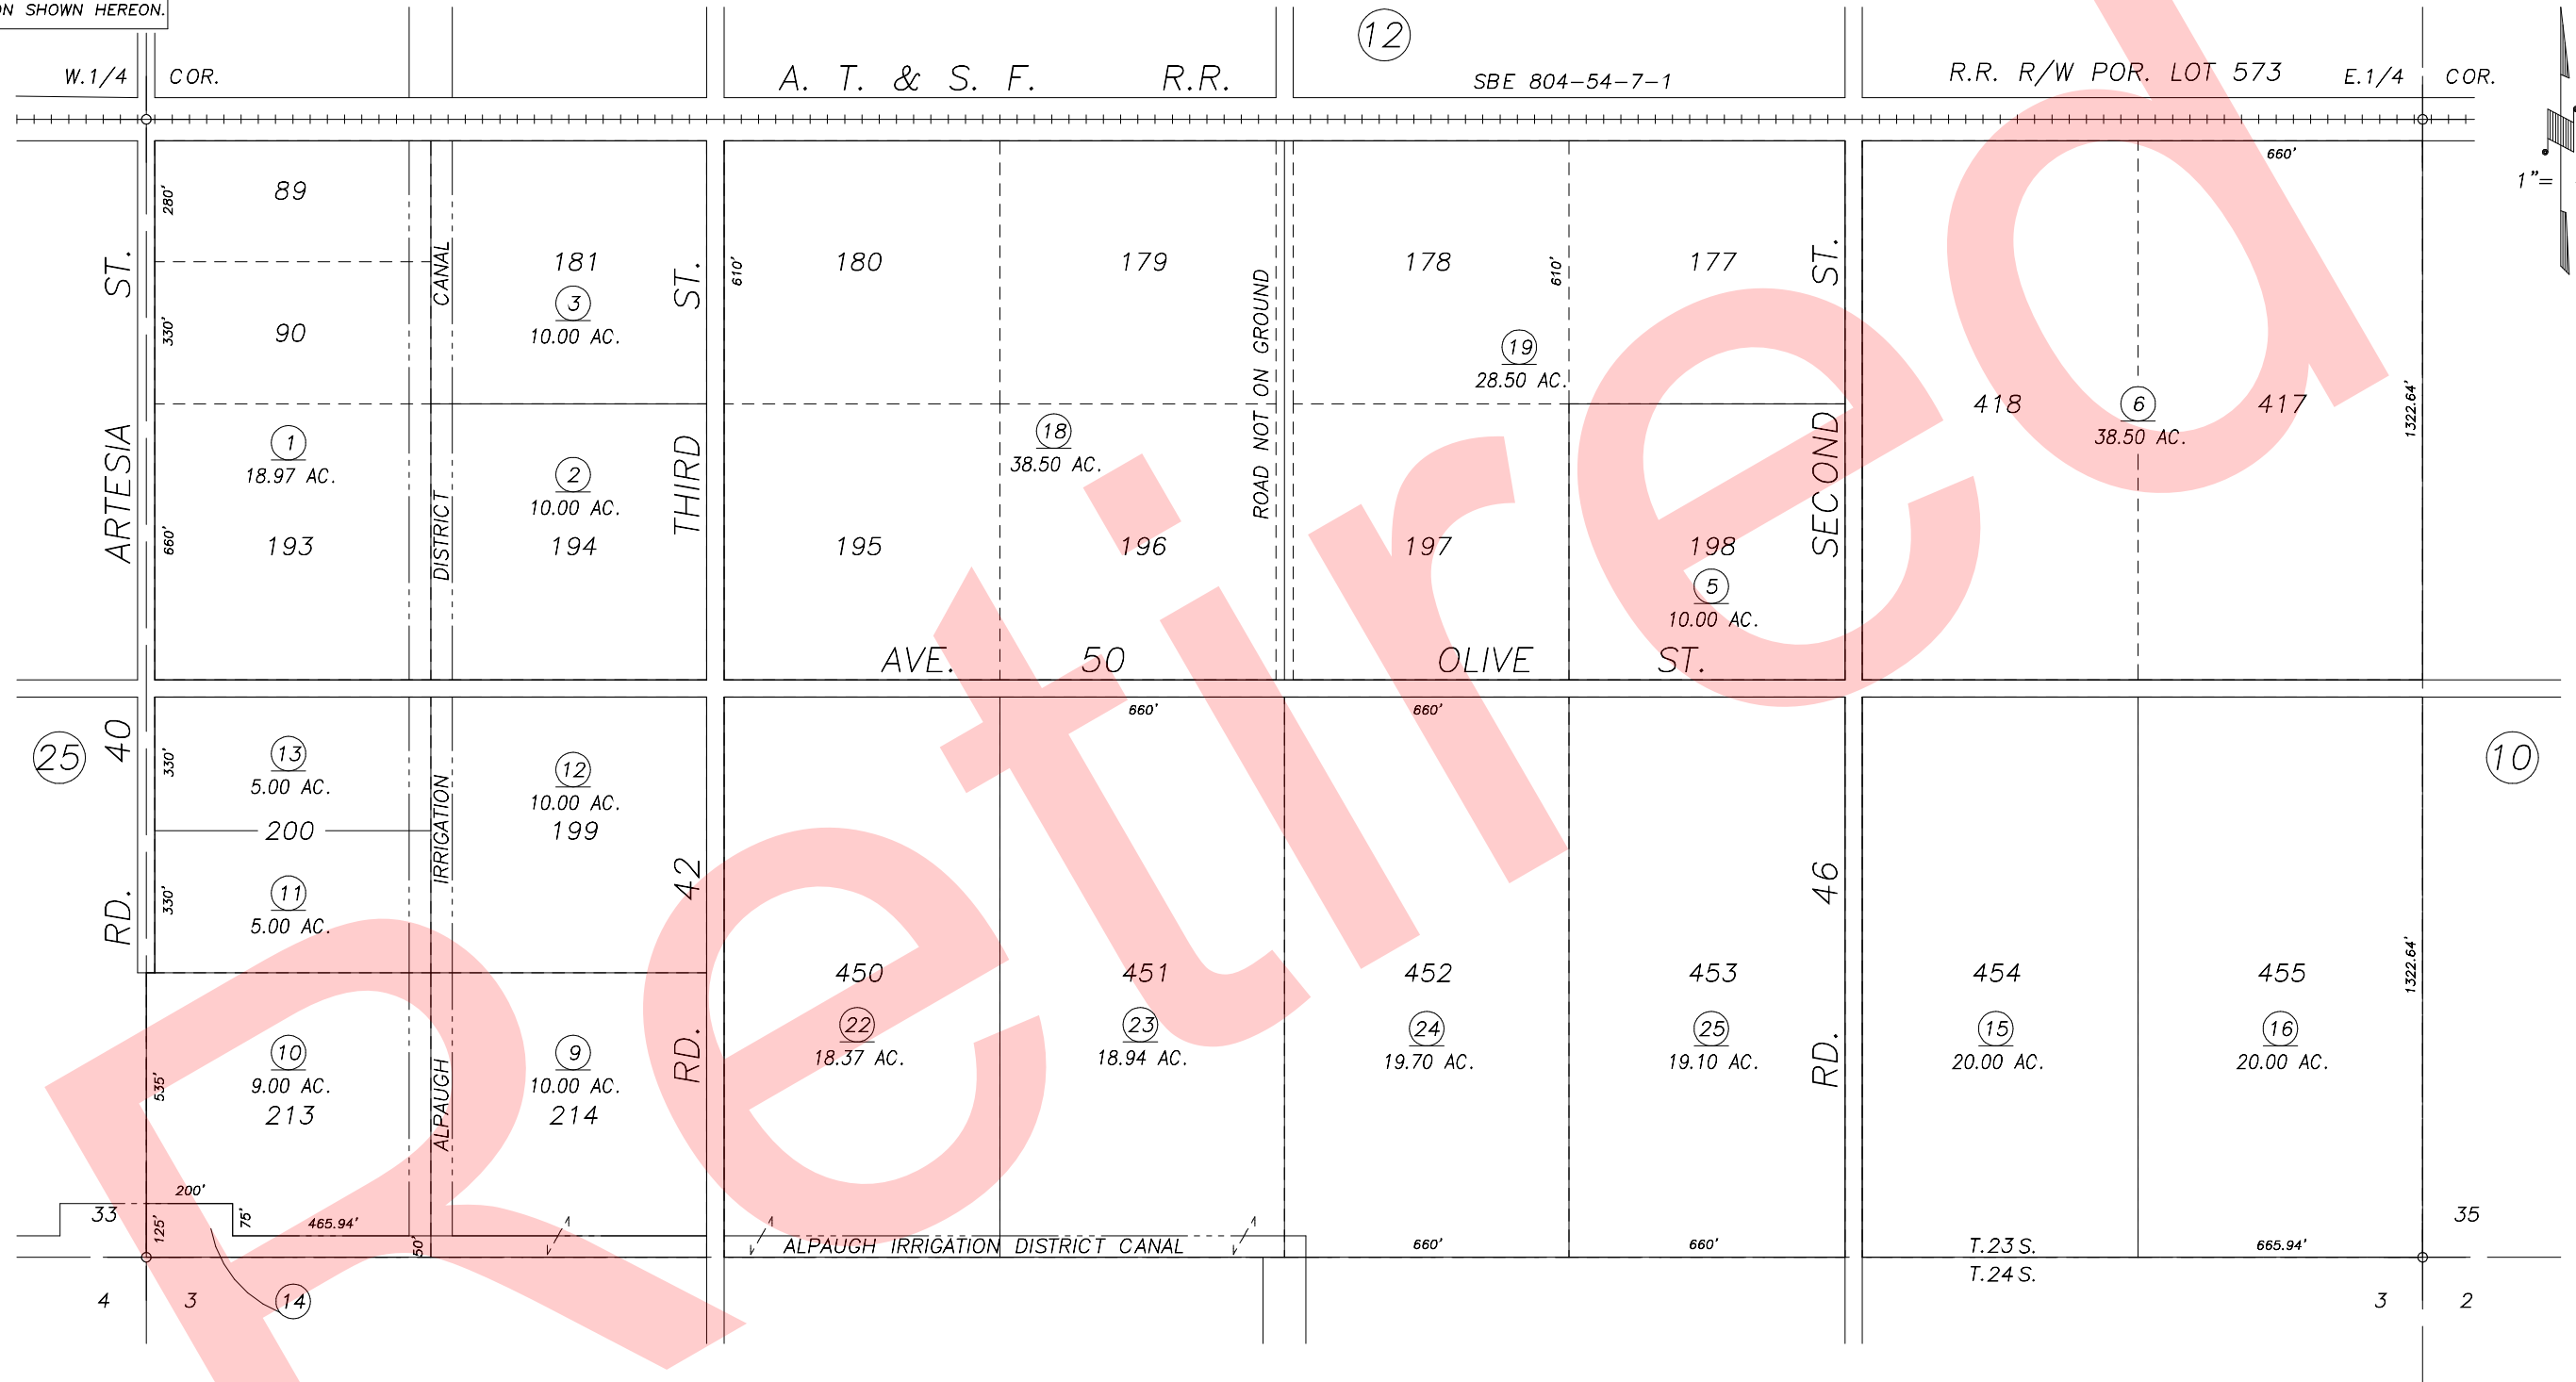 ON SHOWN HEREON.
12
W.1/4 COR.
A. T. & S. F. R.R.
SBE 804-54-7-1
R.R. R/W POR. LOT 573
E.1/4 COR.
1"=
660'
280'
89
330'
90
ARTESIA ST.
1
18.97 AC.
660'
193
CANAL
DISTRICT
181
3
10.00 AC.
2
10.00 AC.
194
THIRD ST.
610'
180
179
18
38.50 AC.
195
196
ROAD NOT ON GROUND
178
610'
177
19
28.50 AC.
197
198
5
10.00 AC.
SECOND ST.
418
6
38.50 AC.
417
1322.64'
AVE. 50
OLIVE ST.
25
RD. 40
330'
13
5.00 AC.
200
330'
11
5.00 AC.
IRRIGATION
12
10.00 AC.
199
RD. 42
660'
660'
450
22
18.37 AC.
451
23
18.94 AC.
452
24
19.70 AC.
453
25
19.10 AC.
RD. 46
454
15
20.00 AC.
455
16
20.00 AC.
1322.64'
10
535'
10
9.00 AC.
213
ALPAUGH
9
10.00 AC.
214
33
200'
125'
75'
465.94'
50'
ALPAUGH IRRIGATION DISTRICT CANAL
660'
660'
T.23 S.
T.24 S.
665.94'
35
4
3
14
3
2
Retired